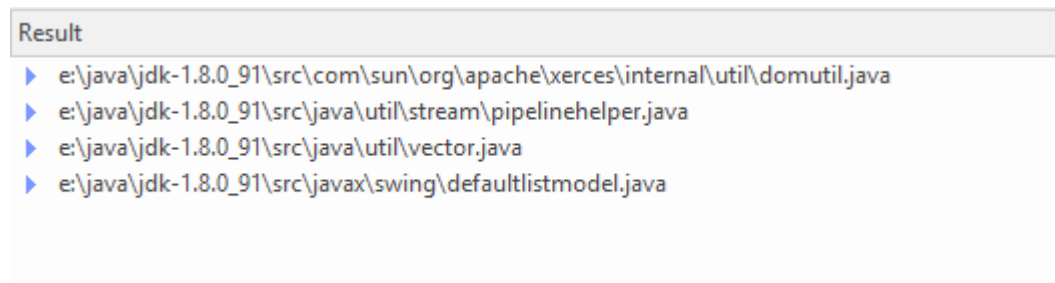 Result
e:\java\jdk-1.8.0_91\src\com\sun\org\apache\xerces\internal\util\domutil.java
e:\java\jdk-1.8.0_91\src\java\util\stream\pipelinehelper.java
e:\java\jdk-1.8.0_91\src\java\util\vector.java
e:\java\jdk-1.8.0_91\src\javax\swing\defaultlistmodel.java